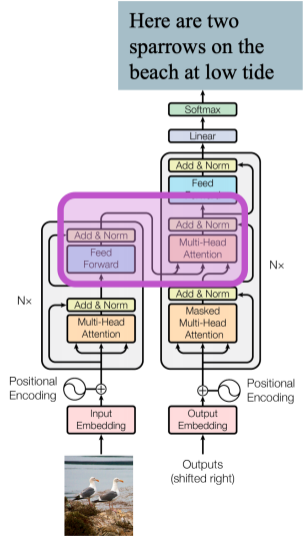 Here are two
sparrows on the
beach at low tide
Softmax
Linear
Add & Norm
Feed
Add & Norm
Multi-Head
Attention
Add & Norm
Feed
Forward
Nx
Add & Norm
Multi-Head
Attention
Nx
Add & Norm
Masked
Multi-Head
Attention
Positional
Encoding
Positional
Encoding
Input
Embedding
Output
Embedding
Outputs
(shifted right)